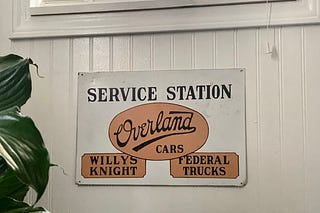 SERVICE STATION
Overland
CARS
WILLYS FEDERAL
KNIGHT TRUCKS